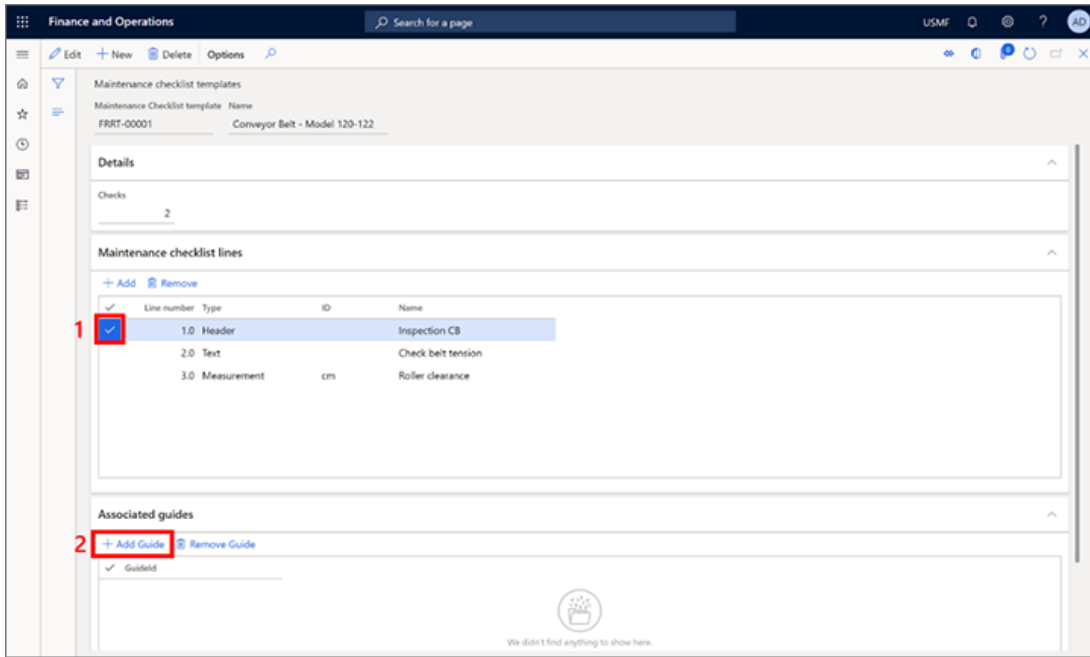 Finance and Operations Search for a page USMF ? AD
Edit New Delete Options
Maintenance checklist templates
Maintenance Checklist template Name
FRRT-00001 Conveyor Belt - Model 120-122
Details
Checks
2
Maintenance checklist lines
Add Remove
Line number Type ID Name
1 1.0 Header Inspection CB
2.0 Text Check belt tension
3.0 Measurement cm Roller clearance
Associated guides
2 Add Guide Remove Guide
GuideId
We didn't find anything to show here.